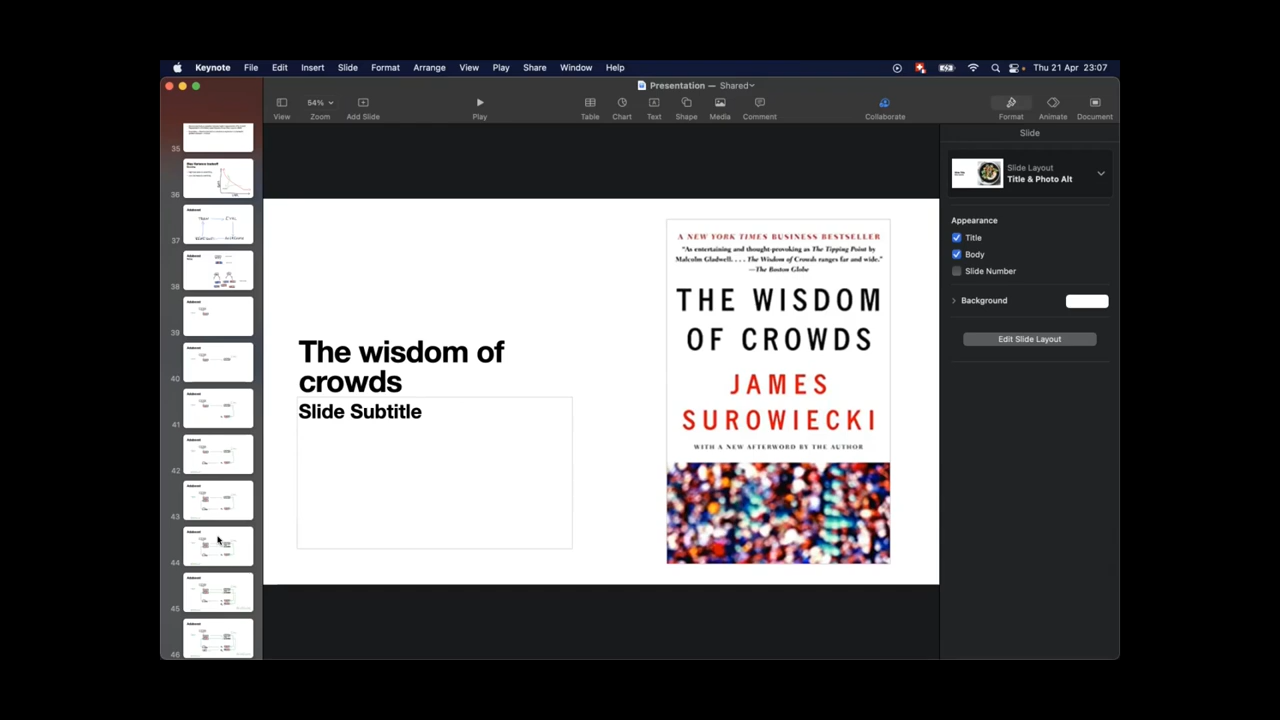 Keynote File Edit Insert Slide Format Arrange View Play Share Window Help Thu 21 Apr 23:07
Presentation — Shared
54%
View Zoom Add Slide Play Table Chart Text Shape Media Comment Collaborate Format Animate Document
Slide
35
36
37
38
39
40
41
42
43
44
45
46
The wisdom of
crowds
Slide Subtitle
A NEW YORK TIMES BUSINESS BESTSELLER
"As entertaining and thought-provoking as The Tipping Point by
Malcolm Gladwell. . . . The Wisdom of Crowds ranges far and wide."
—The Boston Globe
THE WISDOM
OF CROWDS
JAMES
SUROWIECKI
WITH A NEW AFTERWORD BY THE AUTHOR
Slide Layout
Title & Photo Alt
Appearance
Title
Body
Slide Number
Background
Edit Slide Layout